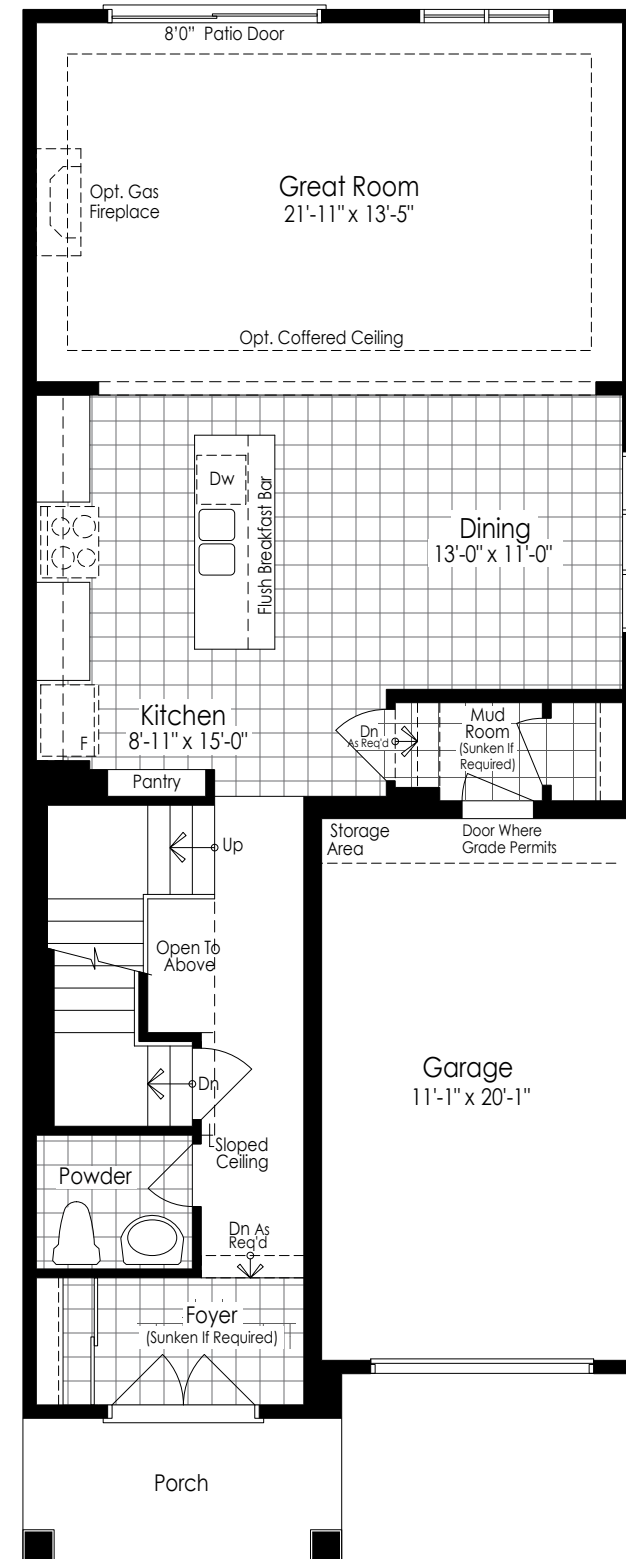 8'0" Patio Door
Opt. Gas
Fireplace
Great Room
21'-11" x 13'-5"
Opt. Coffered Ceiling
Dw
Flush Breakfast Bar
Dining
13'-0" x 11'-0"
Kitchen
8'-11" x 15'-0"
F
Pantry
Dn
As Req'd
Mud
Room
(Sunken If
Required)
Up
Storage
Area
Door Where
Grade Permits
Open To
Above
Dn
Garage
11'-1" x 20'-1"
Sloped
Ceiling
Powder
Dn As
Req'd
Foyer
(Sunken If Required)
Porch